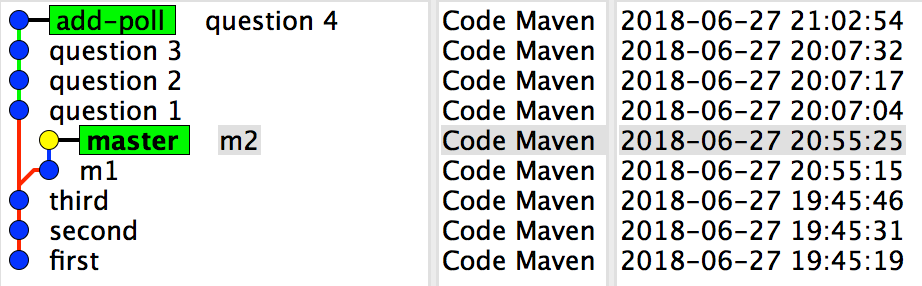 add-poll question 4 Code Maven 2018-06-27 21:02:54
question 3 Code Maven 2018-06-27 20:07:32
question 2 Code Maven 2018-06-27 20:07:17
question 1 Code Maven 2018-06-27 20:07:04
master m2 Code Maven 2018-06-27 20:55:25
m1 Code Maven 2018-06-27 20:55:15
third Code Maven 2018-06-27 19:45:46
second Code Maven 2018-06-27 19:45:31
first Code Maven 2018-06-27 19:45:19